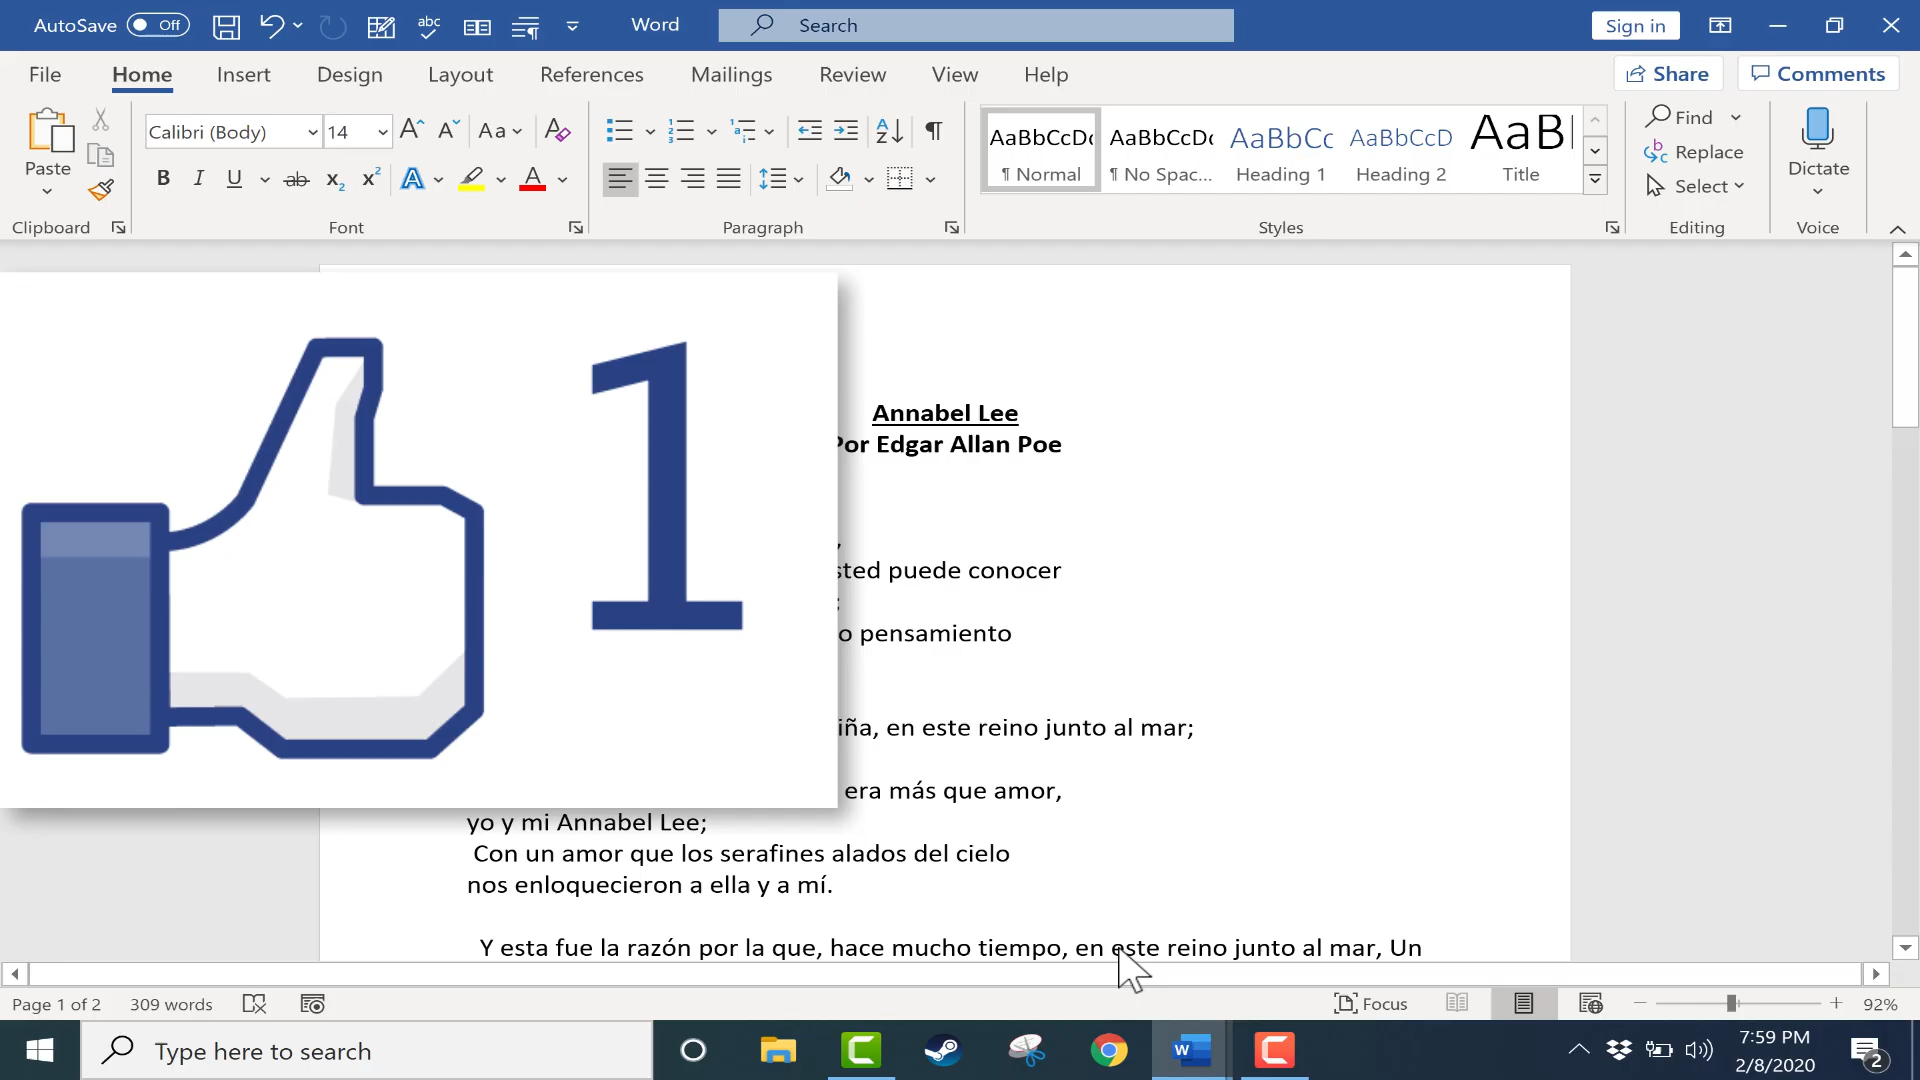 AutoSave Off Word Search Sign in
File Home Insert Design Layout References Mailings Review View Help Share Comments
Paste Calibri (Body) 14 Aa AaBbCcDc AaBbCcDc AaBbCc AaBbCcD AaB Find
Replace
¶ Normal ¶ No Spac... Heading 1 Heading 2 Title Select Dictate
Clipboard Font Paragraph Styles Editing Voice
1
Annabel Lee
Por Edgar Allan Poe
puede conocer
pensamiento
en este reino junto al mar;
era más que amor,
yo y mi Annabel Lee;
Con un amor que los serafines alados del cielo
nos enloquecieron a ella y a mí.
Y esta fue la razón por la que, hace mucho tiempo, en este reino junto al mar, Un
Page 1 of 2 309 words Focus 92%
Type here to search 7:59 PM
2/8/2020 2